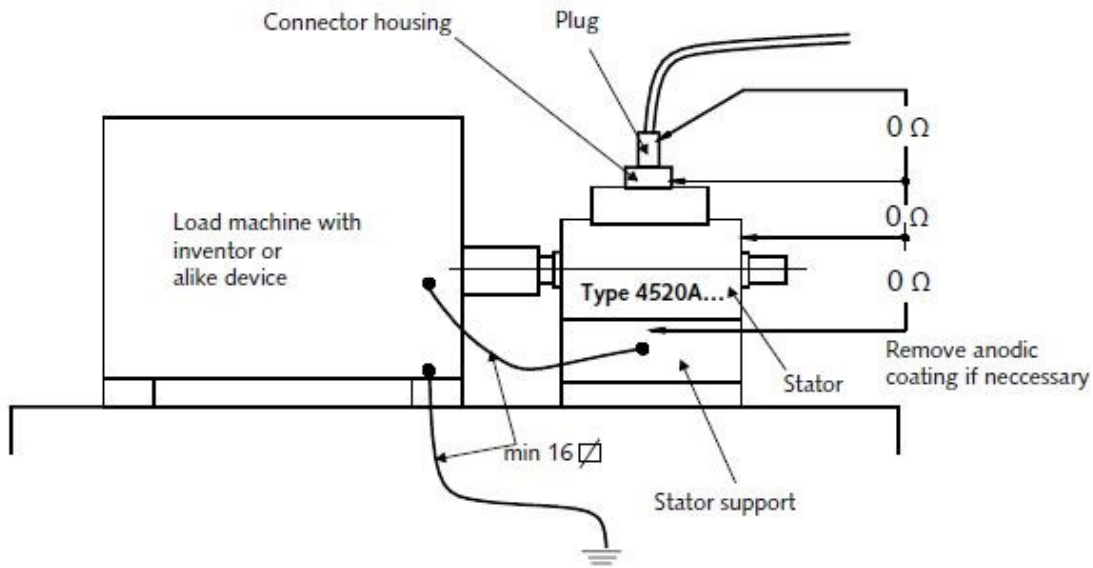 Connector housing
Plug
0 Ω
0 Ω
0 Ω
Load machine with
inventor or
alike device
Type 4520A...
Remove anodic
coating if neccessary
Stator
min 16
Stator support